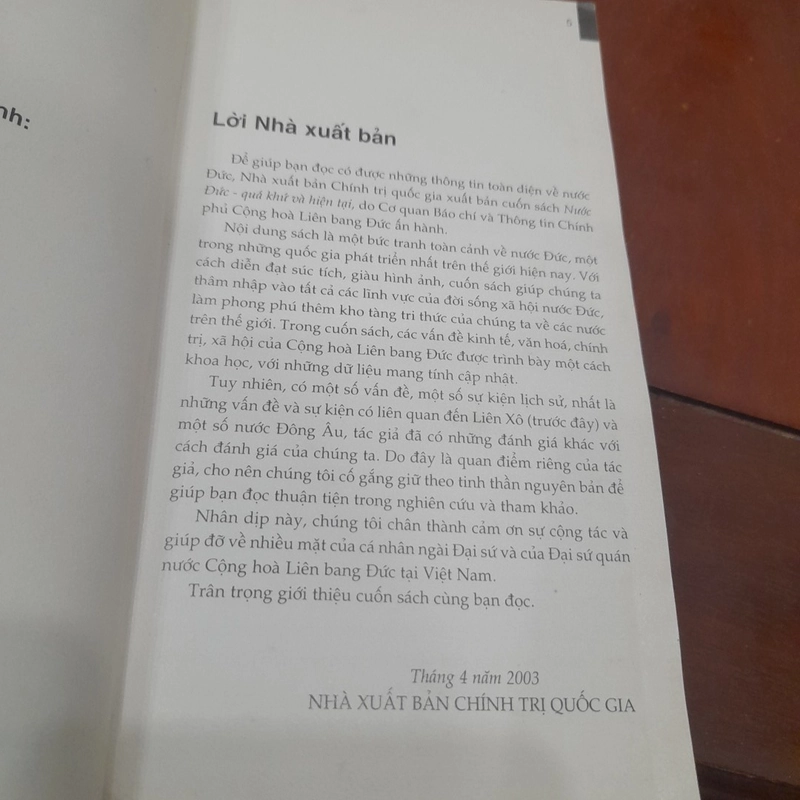 nh:
5
Lời Nhà xuất bản
Để giúp bạn đọc có được những thông tin toàn diện về nước
Đức, Nhà xuất bản Chính trị quốc gia xuất bản cuốn sách Nước
Đức - quá khứ và hiện tại, do Cơ quan Báo chí và Thông tin Chính
phủ Cộng hoà Liên bang Đức ấn hành.
Nội dung sách là một bức tranh toàn cảnh về nước Đức, một
trong những quốc gia phát triển nhất trên thế giới hiện nay. Với
cách diễn đạt súc tích, giàu hình ảnh, cuốn sách giúp chúng ta
thâm nhập vào tất cả các lĩnh vực của đời sống xã hội nước Đức,
làm phong phú thêm kho tàng tri thức của chúng ta về các nước
trên thế giới. Trong cuốn sách, các vấn đề kinh tế, văn hoá, chính
trị, xã hội của Cộng hoà Liên bang Đức được trình bày một cách
khoa học, với những dữ liệu mang tính cập nhật.
Tuy nhiên, có một số vấn đề, một số sự kiện lịch sử, nhất là
những vấn đề và sự kiện có liên quan đến Liên Xô (trước đây) và
một số nước Đông Âu, tác giả đã có những đánh giá khác với
cách đánh giá của chúng ta. Do đây là quan điểm riêng của tác
giả, cho nên chúng tôi cố gắng giữ theo tinh thần nguyên bản để
giúp bạn đọc thuận tiện trong nghiên cứu và tham khảo.
Nhân dịp này, chúng tôi chân thành cảm ơn sự cộng tác và
giúp đỡ về nhiều mặt của cá nhân ngài Đại sứ và của Đại sứ quán
nước Cộng hoà Liên bang Đức tại Việt Nam.
Trân trọng giới thiệu cuốn sách cùng bạn đọc.
Tháng 4 năm 2003
NHÀ XUẤT BẢN CHÍNH TRỊ QUỐC GIA